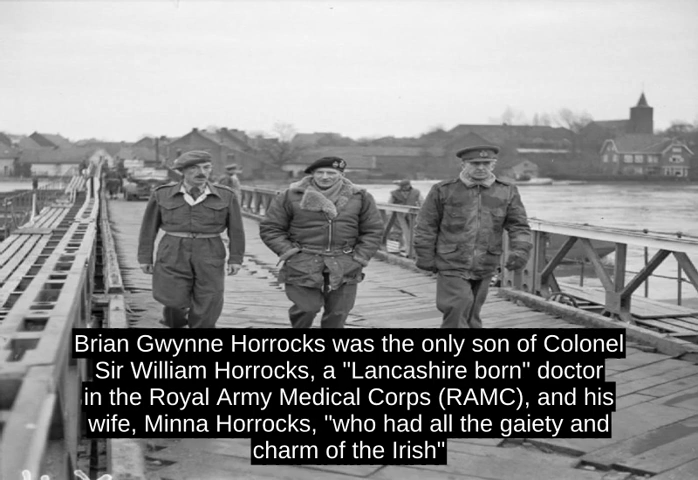 Brian Gwynne Horrocks was the only son of Colonel
Sir William Horrocks, a "Lancashire born" doctor
in the Royal Army Medical Corps (RAMC), and his
wife, Minna Horrocks, "who had all the gaiety and
charm of the Irish"